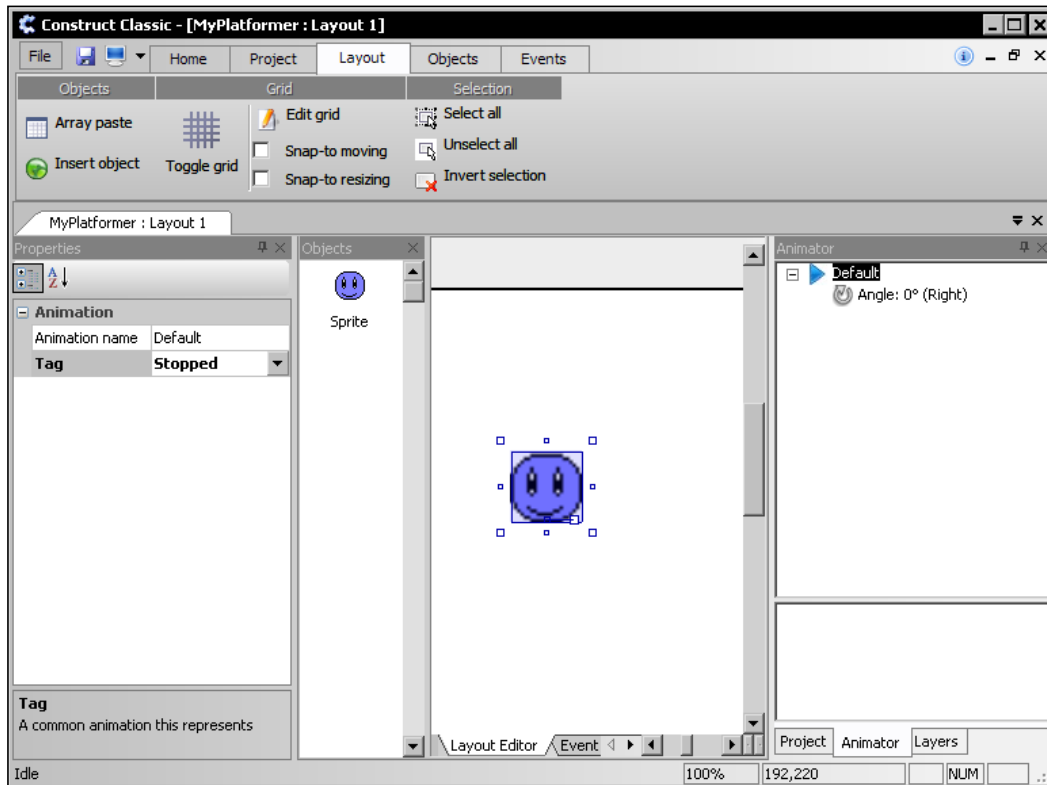 Construct Classic - [MyPlatformer : Layout 1]
File Home Project Layout Objects Events
Objects Grid Selection
Array paste
Insert object
Toggle grid
Edit grid
Snap-to moving
Snap-to resizing
Select all
Unselect all
Invert selection
MyPlatformer : Layout 1
Properties
A
Z
Animation
Animation name Default
Tag Stopped
Tag
A common animation this represents
Objects
Sprite
Layout Editor Event
Animator
Default
Angle: 0° (Right)
Project Animator Layers
Idle 100% 192,220 NUM